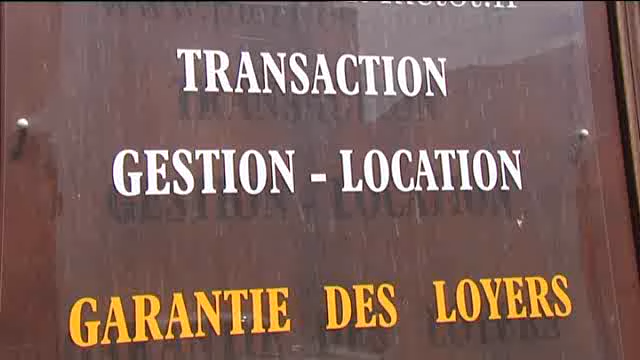 TRANSACTION
GESTION - LOCATION
GARANTIE DES LOYERS